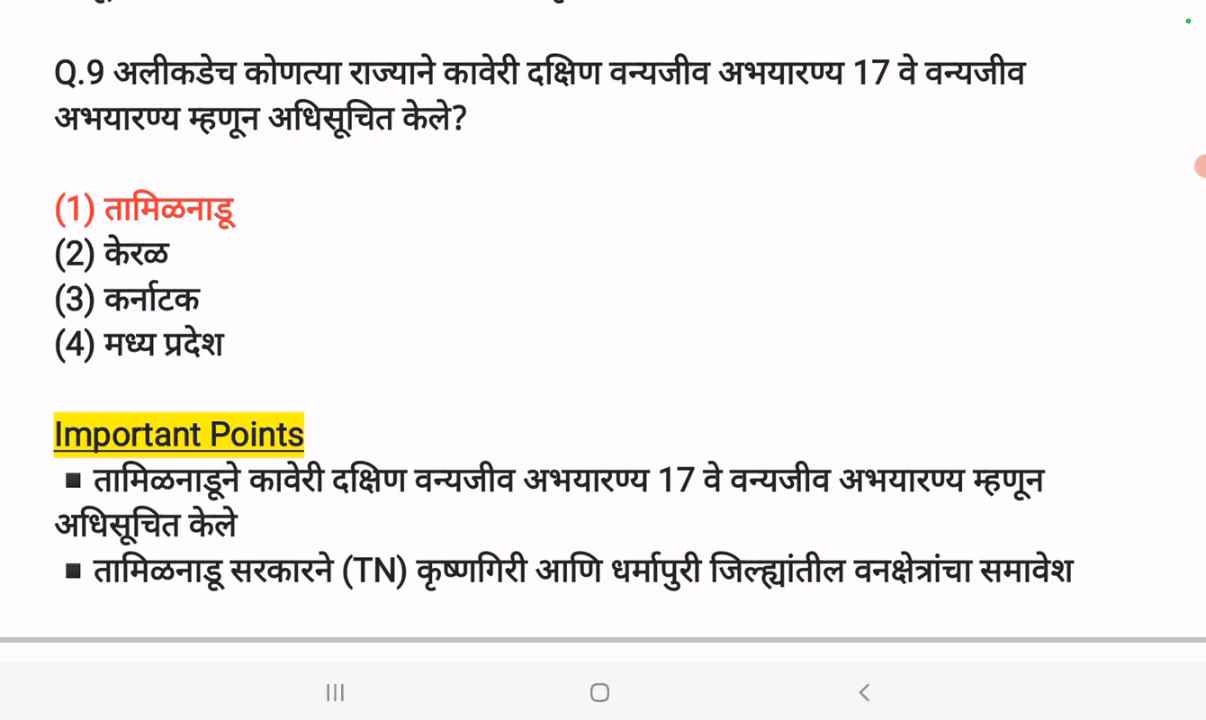 Q.9 अलीकडेच कोणत्या राज्याने कावेरी दक्षिण वन्यजीव अभयारण्य 17 वे वन्यजीव
अभयारण्य म्हणून अधिसूचित केले?
(1) तामिळनाडू
(2) केरळ
(3) कर्नाटक
(4) मध्य प्रदेश
Important Points
▪ तामिळनाडूने कावेरी दक्षिण वन्यजीव अभयारण्य 17 वे वन्यजीव अभयारण्य म्हणून
अधिसूचित केले
▪ तामिळनाडू सरकारने (TN) कृष्णगिरी आणि धर्मापुरी जिल्ह्यांतील वनक्षेत्रांचा समावेश